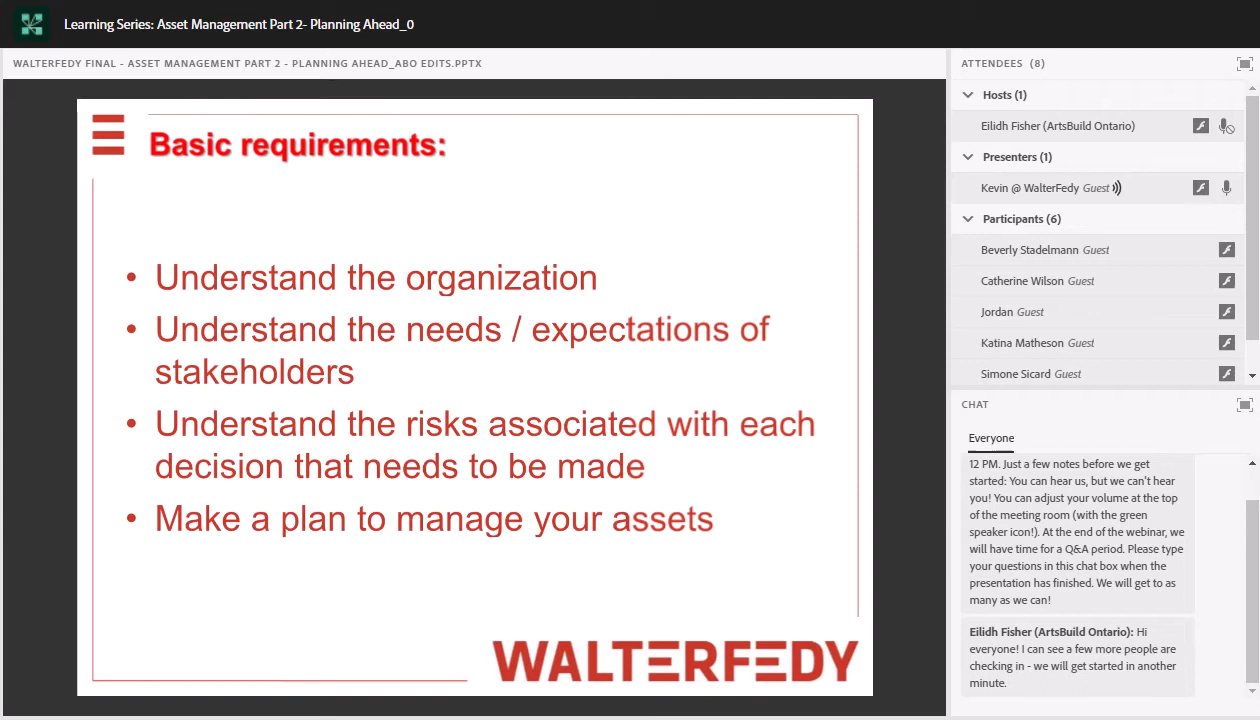 Learning Series: Asset Management Part 2- Planning Ahead_0
WALTERFEDY FINAL - ASSET MANAGEMENT PART 2 - PLANNING AHEAD_ABO EDITS.PPTX
Basic requirements:
• Understand the organization
• Understand the needs / expectations of
stakeholders
• Understand the risks associated with each
decision that needs to be made
• Make a plan to manage your assets
WALTERFEDY
ATTENDEES (8)
Hosts (1)
Eilidh Fisher (ArtsBuild Ontario)
Presenters (1)
Kevin @ WalterFedy Guest
Participants (6)
Beverly Stadelmann Guest
Catherine Wilson Guest
Jordan Guest
Katina Matheson Guest
Simone Sicard Guest
CHAT
Everyone
12 PM. Just a few notes before we get
started: You can hear us, but we can't hear
you! You can adjust your volume at the top
of the meeting room (with the green
speaker icon!). At the end of the webinar, we
will have time for a Q&A period. Please type
your questions in this chat box when the
presentation has finished. We will get to as
many as we can!
Eilidh Fisher (ArtsBuild Ontario): Hi
everyone! I can see a few more people are
checking in - we will get started in another
minute.